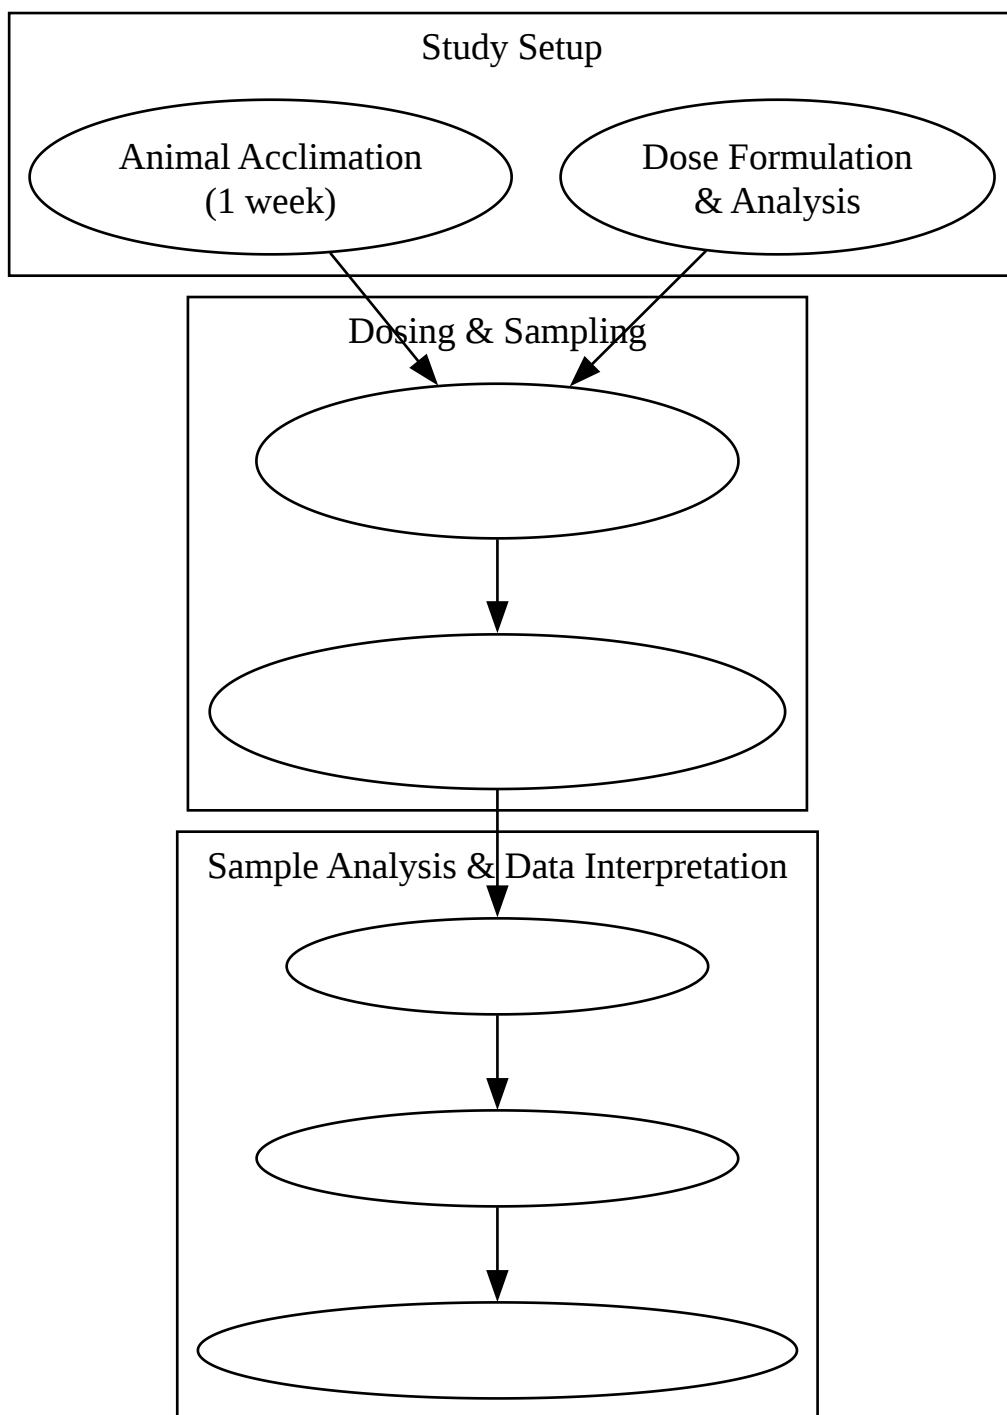 Study Setup
Animal Acclimation
(1 week)
Dose Formulation
& Analysis
Dosing & Sampling
Sample Analysis & Data Interpretation